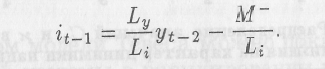 i_{t-1} = \frac{L_y}{L_i} y_{t-2} - \frac{M^-}{L_i}.